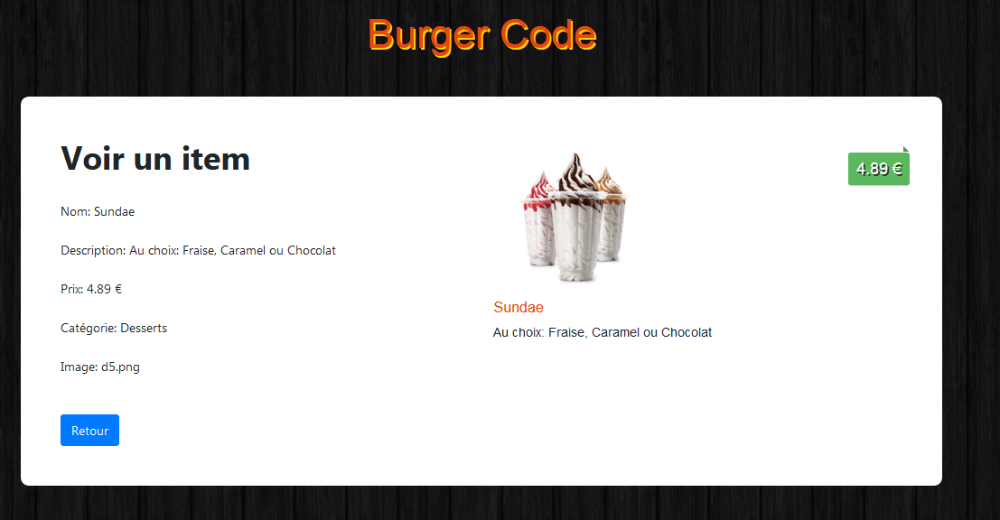 Burger Code
Voir un item
Nom: Sundae
Description: Au choix: Fraise, Caramel ou Chocolat
Prix: 4.89 €
Catégorie: Desserts
Image: d5.png
Retour
4.89 €
Sundae
Au choix: Fraise, Caramel ou Chocolat